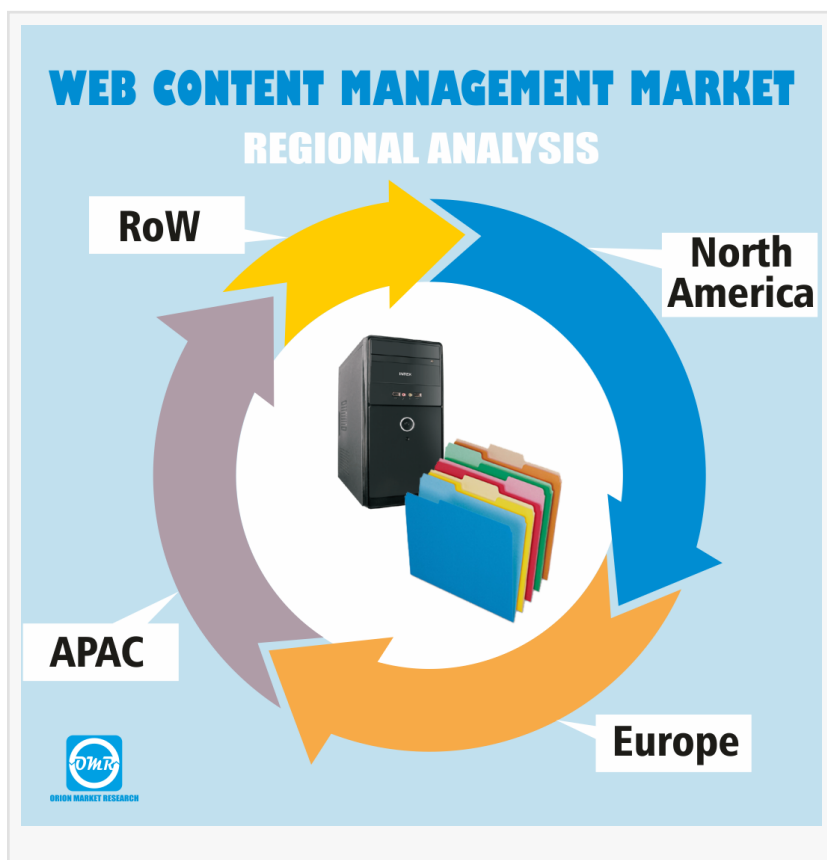 WEB CONTENT MANAGEMENT MARKET
REGIONAL ANALYSIS
RoW
North
America
APAC
Europe
OMR
ORION MARKET RESEARCH